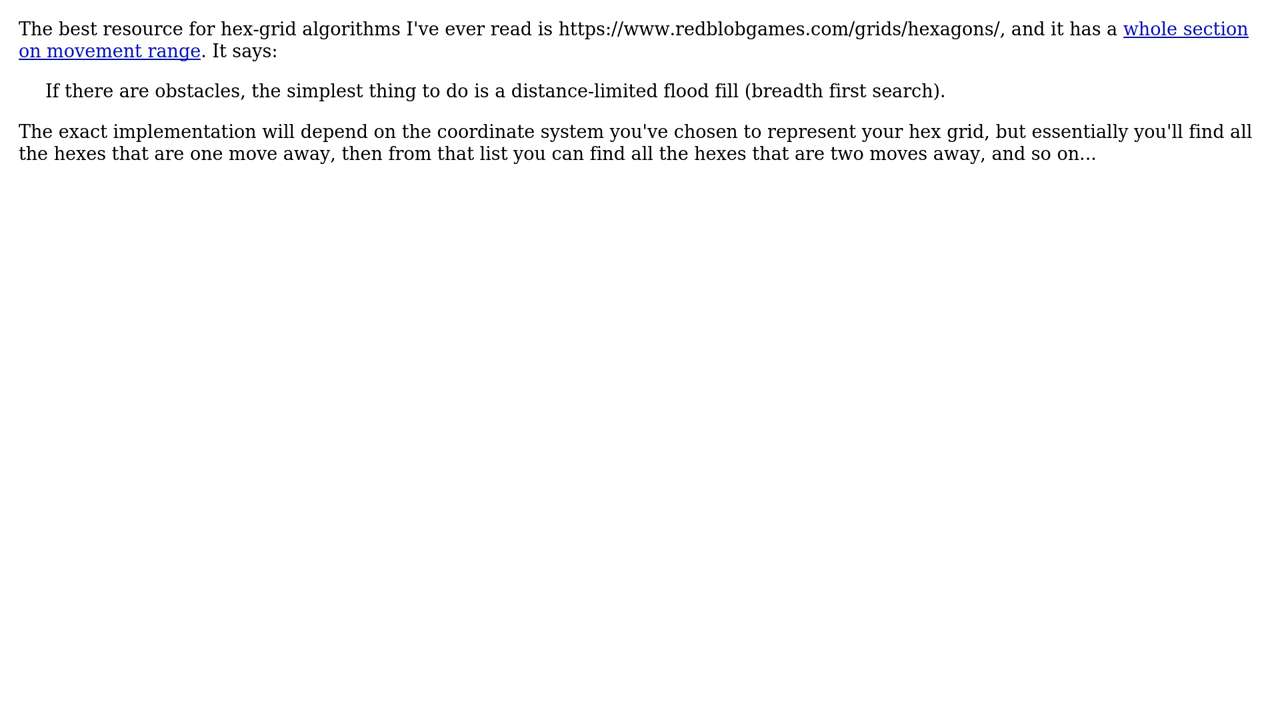 The best resource for hex-grid algorithms I've ever read is https://www.redblobgames.com/grids/hexagons/, and it has a whole section
on movement range. It says:
If there are obstacles, the simplest thing to do is a distance-limited flood fill (breadth first search).
The exact implementation will depend on the coordinate system you've chosen to represent your hex grid, but essentially you'll find all
the hexes that are one move away, then from that list you can find all the hexes that are two moves away, and so on...